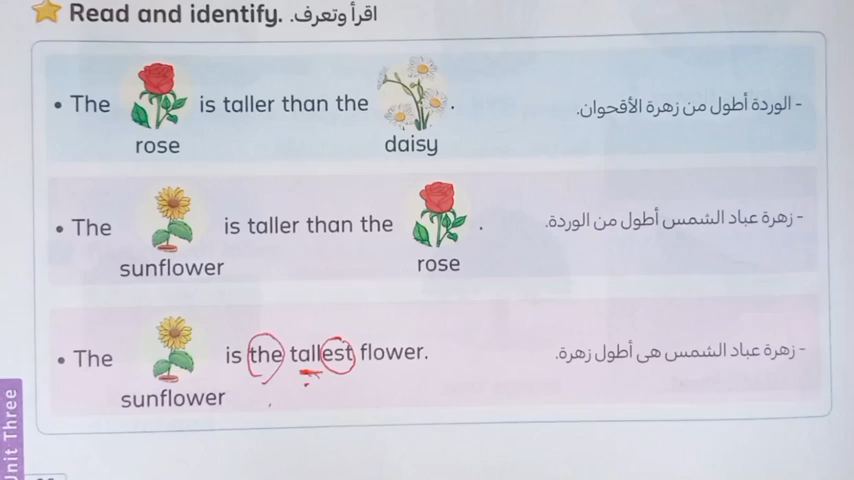 Read and identify. اقرأ وتعرف.
• The is taller than the . - الوردة أطول من زهرة الأقحوان.
rose daisy
• The is taller than the . - زهرة عباد الشمس أطول من الوردة.
sunflower rose
• The is the tallest flower. - زهرة عباد الشمس هى أطول زهرة.
sunflower
Unit Three